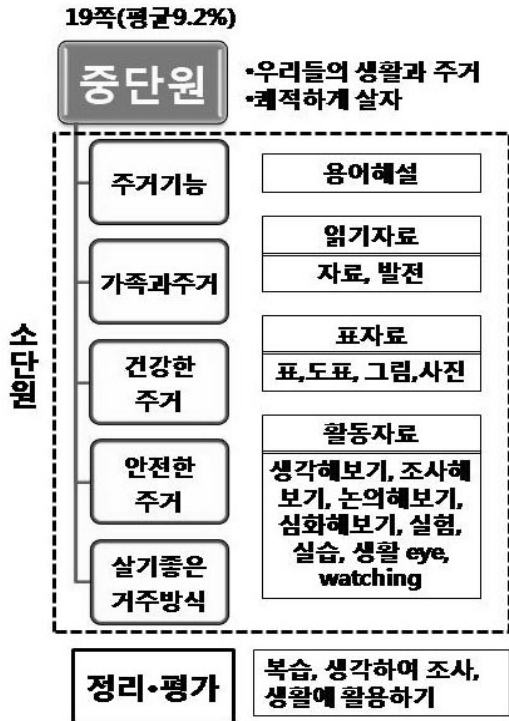 19쪽(평균9.2%)
중단원
•우리들의 생활과 주거
•쾌적하게 살자
소단원
주거기능
가족과주거
건강한
주거
안전한
주거
살기좋은
거주방식
용어해설
읽기자료
자료, 발전
표자료
표,도표, 그림,사진
활동자료
생각해보기, 조사해
보기, 논의해보기,
심화해보기, 실험,
실습, 생활 eye,
watching
정리•평가
복습, 생각하여 조사,
생활에 활용하기